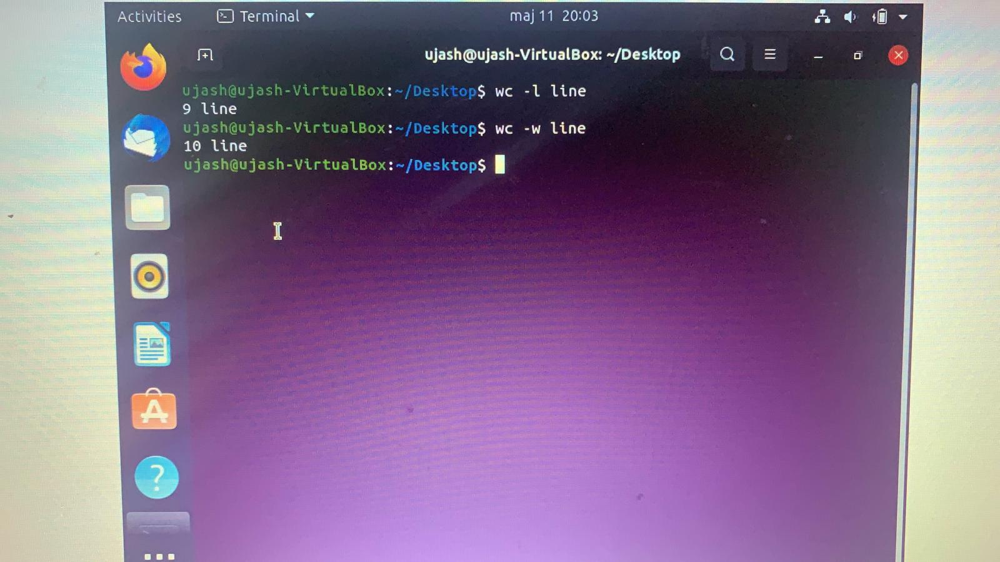 Activities Terminal maj 11 20:03
ujash@ujash-VirtualBox: ~/Desktop
ujash@ujash-VirtualBox:~/Desktop$ wc -l line
9 line
ujash@ujash-VirtualBox:~/Desktop$ wc -w line
10 line
ujash@ujash-VirtualBox:~/Desktop$